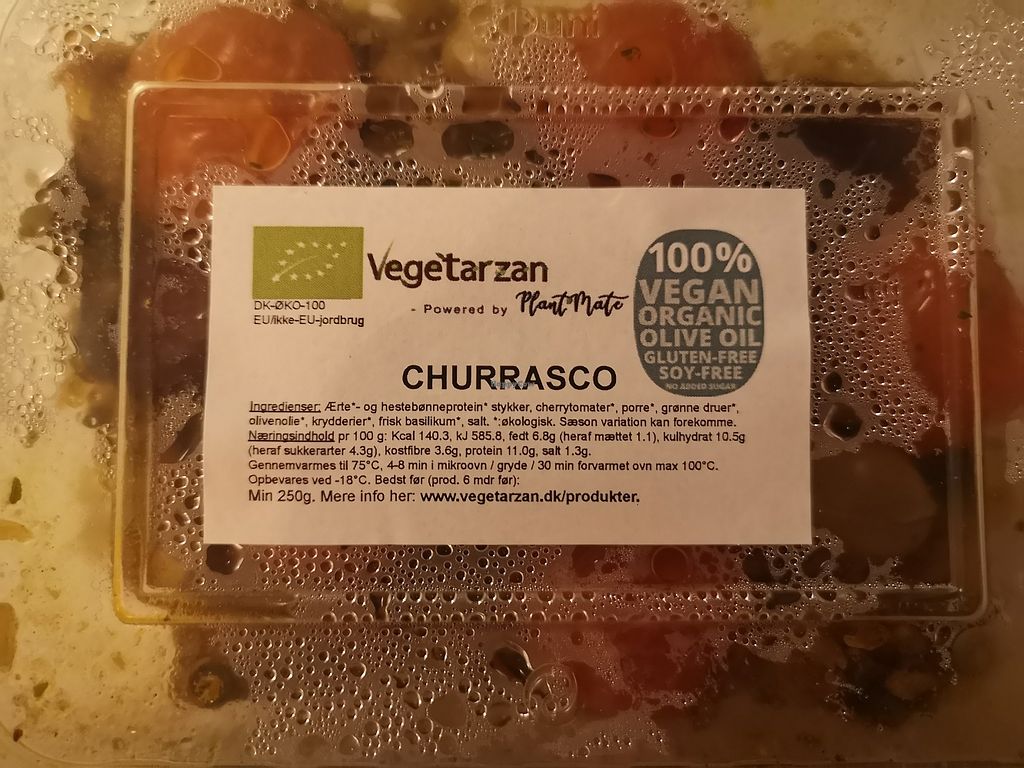 Duni
Vegetarzan
- Powered by PlantMate
DK-ØKO-100
EU/ikke-EU-jordbrug
100%
VEGAN
ORGANIC
OLIVE OIL
GLUTEN-FREE
SOY-FREE
NO ADDED SUGAR
CHURRASCO
Ingredienser: Ærte*- og hestebønneprotein* stykker, cherrytomater*, porre*, grønne druer*,
olivenolie*, krydderier*, frisk basilikum*, salt. *:økologisk. Sæson variation kan forekomme.
Næringsindhold pr 100 g: Kcal 140.3, kJ 585.8, fedt 6.8g (heraf mættet 1.1), kulhydrat 10.5g
(heraf sukkerarter 4.3g), kostfibre 3.6g, protein 11.0g, salt 1.3g.
Gennemvarmes til 75°C, 4-8 min i mikroovn / gryde / 30 min forvarmet ovn max 100°C.
Opbevares ved -18°C. Bedst før (prod. 6 mdr før):
Min 250g. Mere info her: www.vegetarzan.dk/produkter.